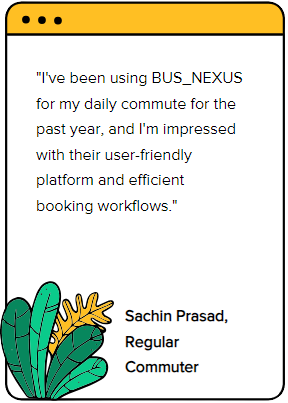 "I've been using BUS_NEXUS
for my daily commute for the
past year, and I'm impressed
with their user-friendly
platform and efficient
booking workflows."
Sachin Prasad,
Regular
Commuter